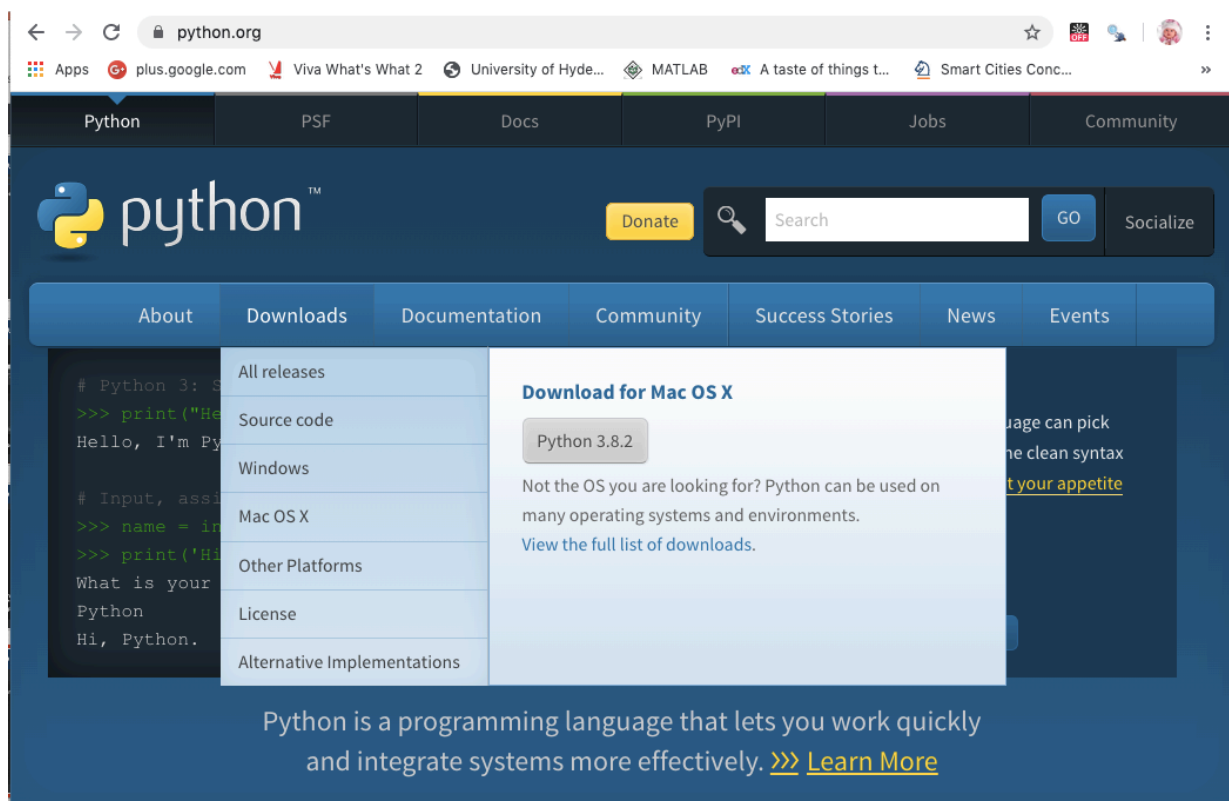 python.org
OFF
Apps
plus.google.com
Viva What's What 2
University of Hyde...
MATLAB
edX
A taste of things t...
Smart Cities Conc...
»
Python
PSF
Docs
PyPI
Jobs
Community
python™
Donate
Search
GO
Socialize
About
Downloads
Documentation
Community
Success Stories
News
Events
# Python 3: S
>>> print("He
Hello, I'm Py
# Input, assi
>>> name = in
>>> print('Hi
What is your
Python
Hi, Python.
All releases
Source code
Windows
Mac OS X
Other Platforms
License
Alternative Implementations
Download for Mac OS X
Python 3.8.2
Not the OS you are looking for? Python can be used on
many operating systems and environments.
View the full list of downloads.
uage can pick
he clean syntax
t your appetite
Python is a programming language that lets you work quickly
and integrate systems more effectively. >>> Learn More